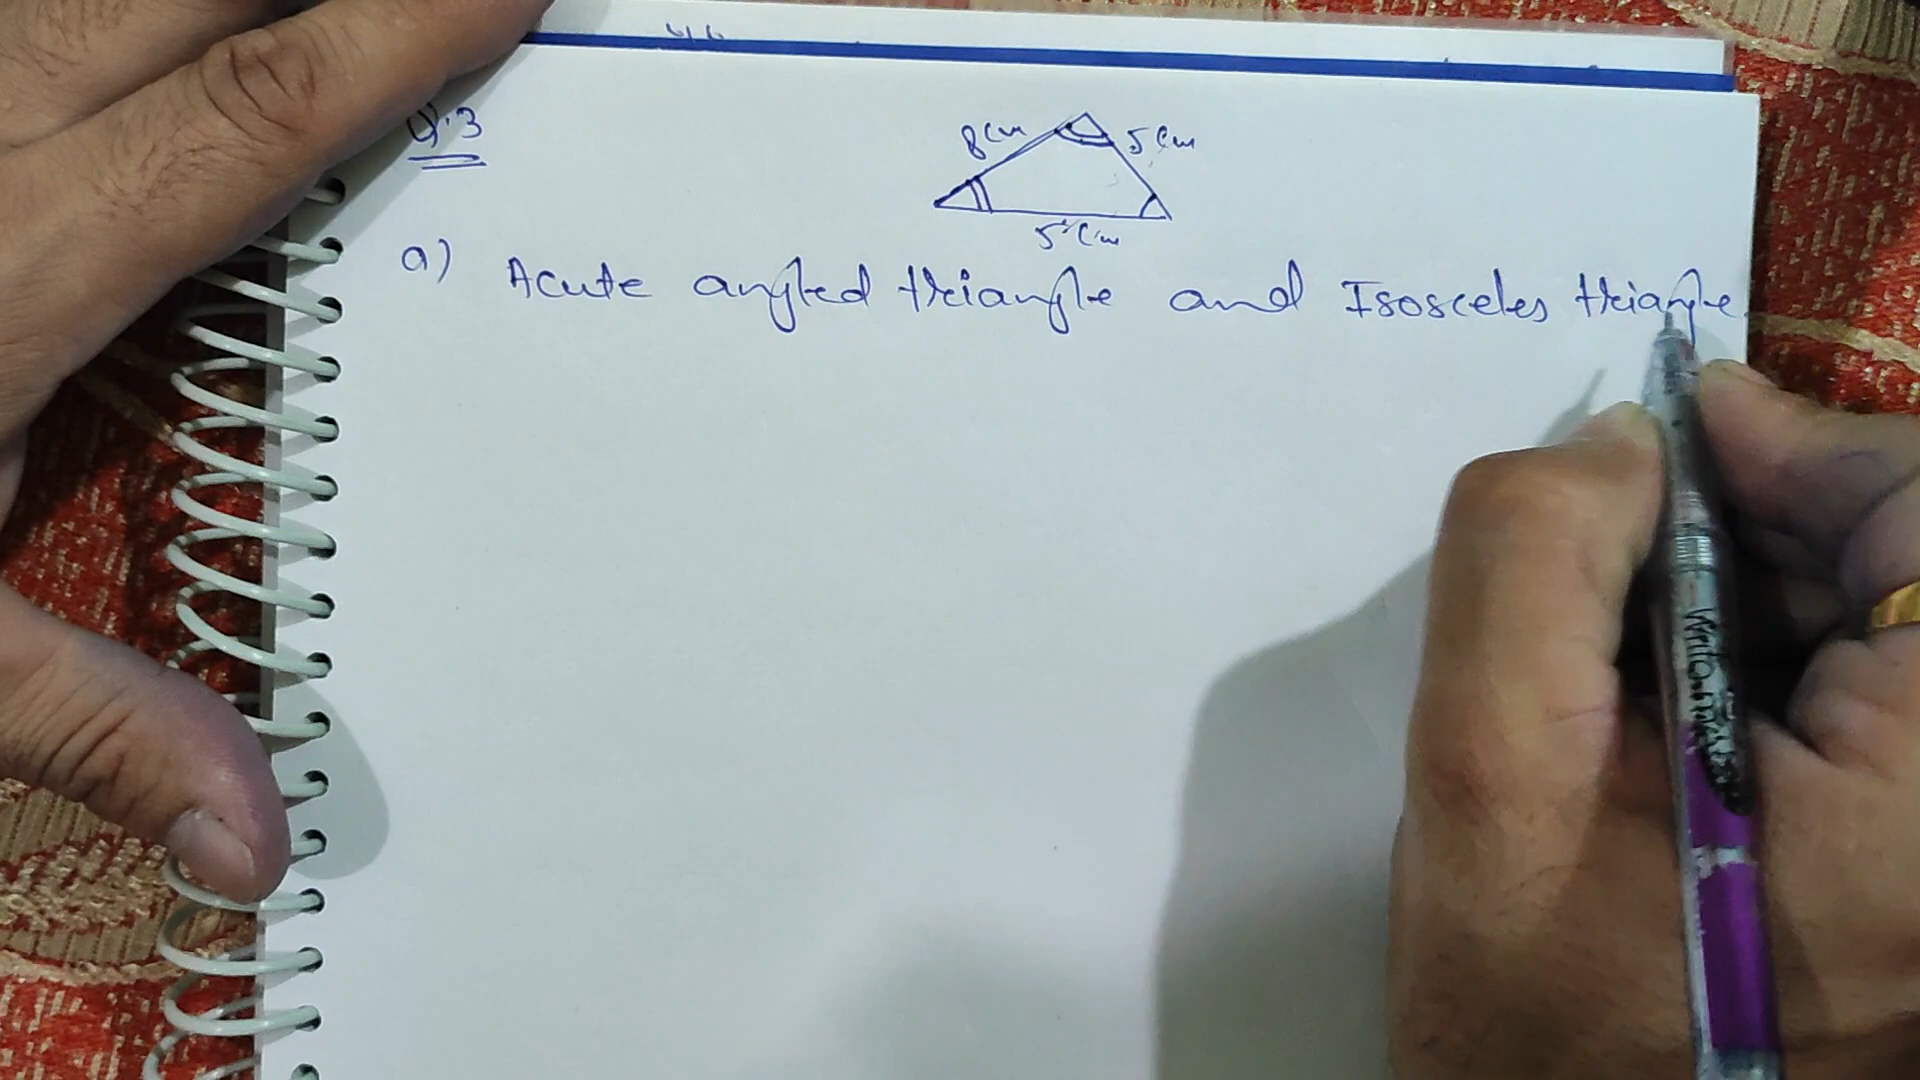 Q.3
8cm
5cm
5cm
a) Acute angled triangle and Isosceles triangle.